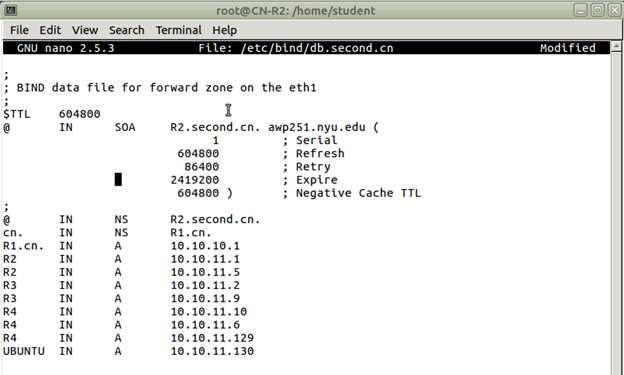 root@CN-R2: /home/student
File Edit View Search Terminal Help
GNU nano 2.5.3 File: /etc/bind/db.second.cn Modified
;
; BIND data file for forward zone on the eth1
;
$TTL 604800
@ IN SOA R2.second.cn. awp251.nyu.edu (
1 ; Serial
604800 ; Refresh
86400 ; Retry
2419200 ; Expire
604800 ) ; Negative Cache TTL
;
@ IN NS R2.second.cn.
cn. IN NS R1.cn.
R1.cn. IN A 10.10.10.1
R2 IN A 10.10.11.1
R2 IN A 10.10.11.5
R3 IN A 10.10.11.2
R3 IN A 10.10.11.9
R4 IN A 10.10.11.10
R4 IN A 10.10.11.6
R4 IN A 10.10.11.129
UBUNTU IN A 10.10.11.130